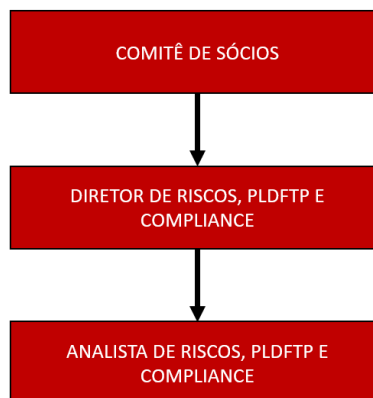 COMITÊ DE SÓCIOS
DIRETOR DE RISCOS, PLDFTP E
COMPLIANCE
ANALISTA DE RISCOS, PLDFTP E
COMPLIANCE